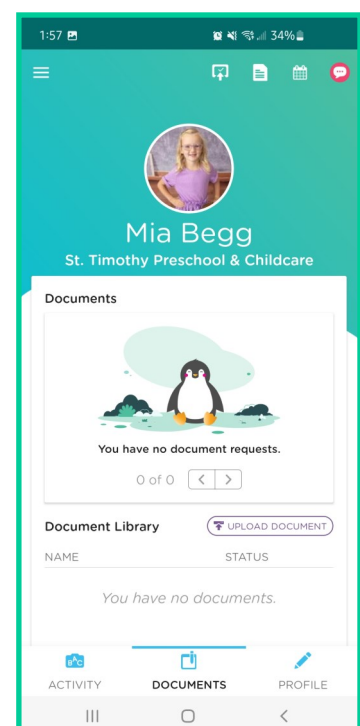 1:57 34%
Mia Begg
St. Timothy Preschool & Childcare
Documents
You have no document requests.
0 of 0
Document Library UPLOAD DOCUMENT
NAME STATUS
You have no documents.
ACTIVITY DOCUMENTS PROFILE